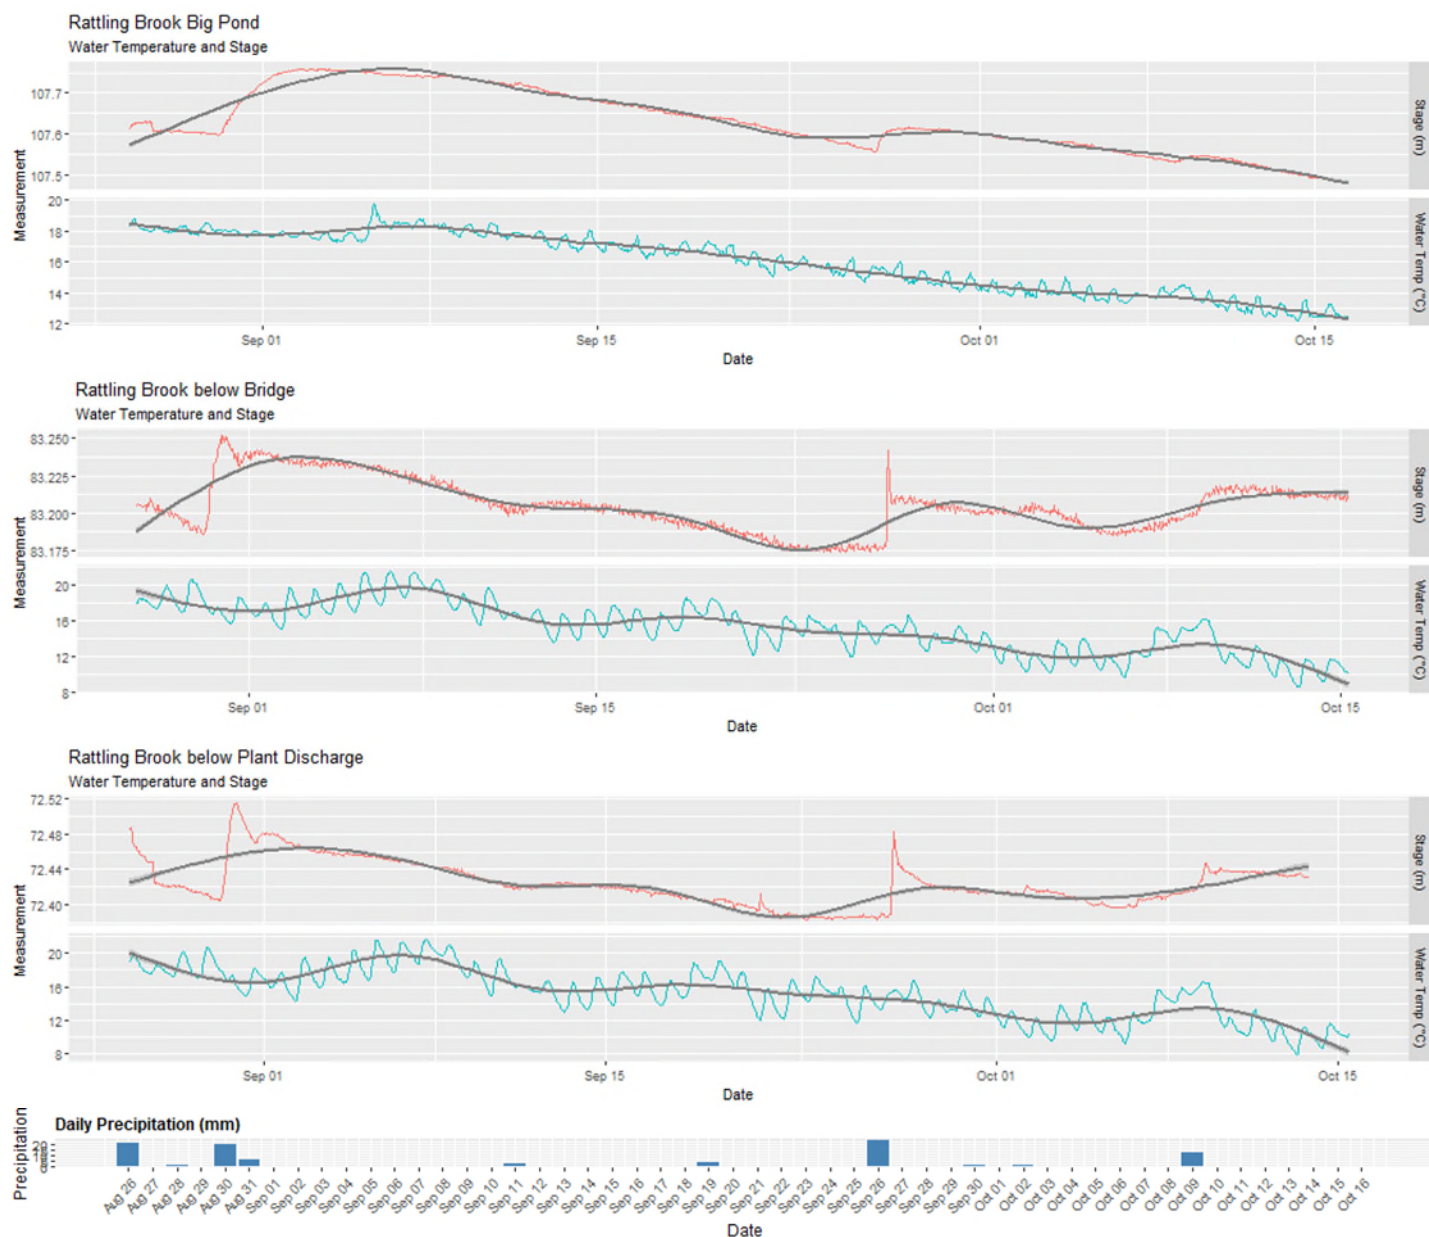 Rattling Brook Big Pond
Water Temperature and Stage
107.7
107.6
107.5
Stage (m)
Measurement
20
18
16
14
12
Water Temp (°C)
Sep 01 Sep 15 Oct 01 Oct 15
Date
Rattling Brook below Bridge
Water Temperature and Stage
83.250
83.225
83.200
83.175
Stage (m)
Measurement
20
16
12
8
Water Temp (°C)
Sep 01 Sep 15 Oct 01 Oct 15
Date
Rattling Brook below Plant Discharge
Water Temperature and Stage
72.52
72.48
72.44
72.40
Stage (m)
Measurement
20
16
12
8
Water Temp (°C)
Sep 01 Sep 15 Oct 01 Oct 15
Date
Daily Precipitation (mm)
Precipitation
Aug 26 Aug 27 Aug 28 Aug 29 Aug 30 Aug 31 Sep 01 Sep 02 Sep 03 Sep 04 Sep 05 Sep 06 Sep 07 Sep 08 Sep 09 Sep 10 Sep 11 Sep 12 Sep 13 Sep 14 Sep 15 Sep 16 Sep 17 Sep 18 Sep 19 Sep 20 Sep 21 Sep 22 Sep 23 Sep 24 Sep 25 Sep 26 Sep 27 Sep 28 Sep 29 Sep 30 Oct 01 Oct 02 Oct 03 Oct 04 Oct 05 Oct 06 Oct 07 Oct 08 Oct 09 Oct 10 Oct 11 Oct 12 Oct 13 Oct 14 Oct 15 Oct 16
Date